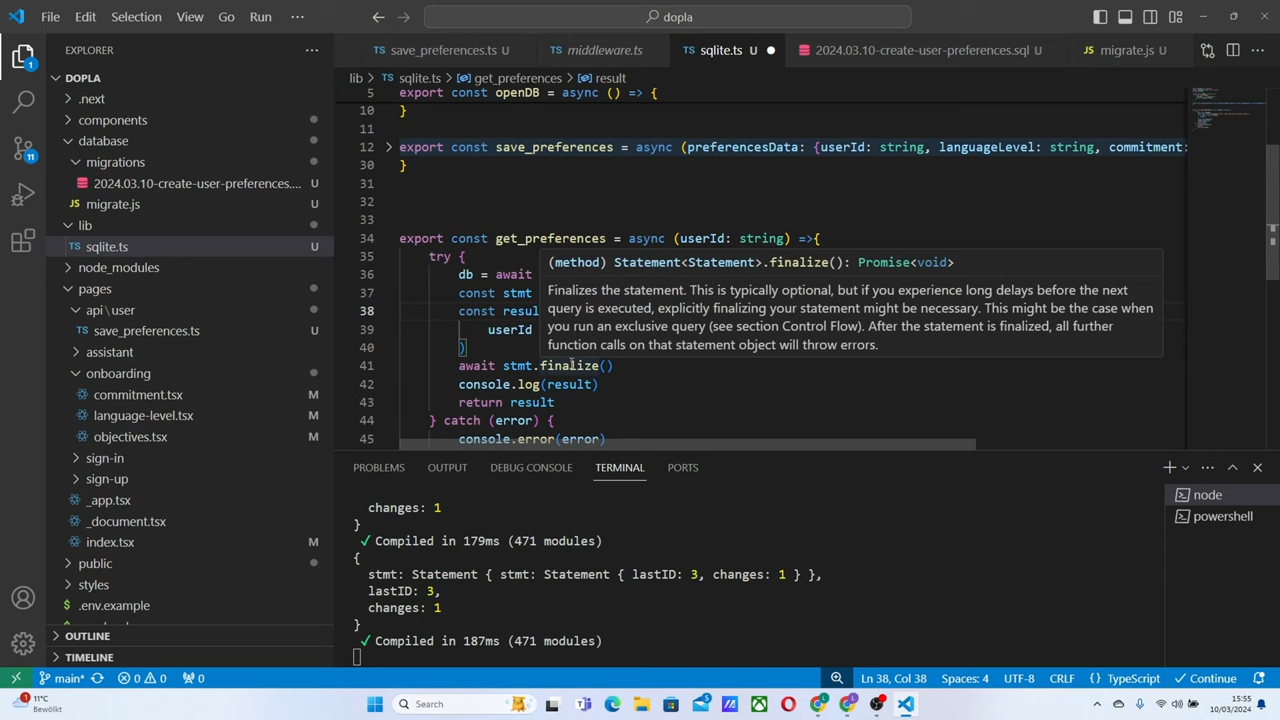 File Edit Selection View Go Run ··· dopla
EXPLORER ···
save_preferences.ts U
middleware.ts
sqlite.ts U
2024.03.10-create-user-preferences.sql U
migrate.js U
lib > sqlite.ts > get_preferences > result
DOPLA
.next
components
database
migrations
2024.03.10-create-user-preferences.... U
migrate.js U
lib
sqlite.ts U
node_modules
pages
api\user
save_preferences.ts U
assistant
onboarding
commitment.tsx M
language-level.tsx M
objectives.tsx M
sign-in
sign-up
_app.tsx
_document.tsx
index.tsx M
public
styles
.env.example
OUTLINE
TIMELINE
5 export const openDB = async () => {
10 }
11
12 export const save_preferences = async (preferencesData: {userId: string, languageLevel: string, commitment:
30 }
31
32
33
34 export const get_preferences = async (userId: string) =>{
35 try {
36 db = await
37 const stmt
38 const resul
39 userId
40 )
41 await stmt.finalize()
42 console.log(result)
43 return result
44 } catch (error) {
45 console.error(error)
(method) Statement<Statement>.finalize(): Promise<void>
Finalizes the statement. This is typically optional, but if you experience long delays before the next
query is executed, explicitly finalizing your statement might be necessary. This might be the case when
you run an exclusive query (see section Control Flow). After the statement is finalized, all further
function calls on that statement object will throw errors.
PROBLEMS OUTPUT DEBUG CONSOLE TERMINAL PORTS
changes: 1
}
✓ Compiled in 179ms (471 modules)
{
stmt: Statement { stmt: Statement { lastID: 3, changes: 1 } },
lastID: 3,
changes: 1
}
✓ Compiled in 187ms (471 modules)
node
powershell
main* 0 0 0 Ln 38, Col 38 Spaces: 4 UTF-8 CRLF {} TypeScript Continue
11°C
Bewölkt
Search
15:55
10/03/2024